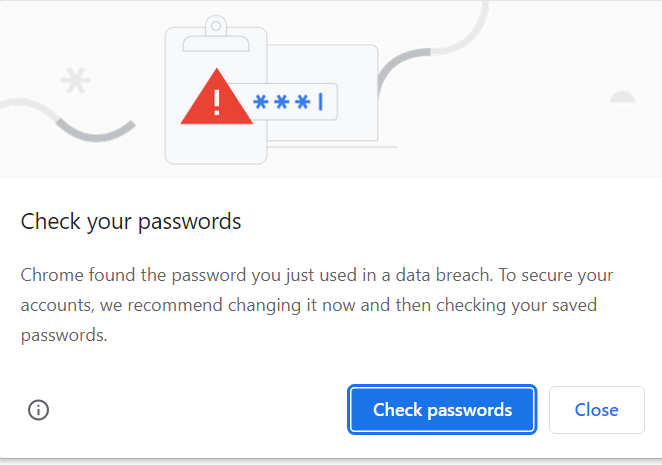 ***|
Check your passwords
Chrome found the password you just used in a data breach. To secure your
accounts, we recommend changing it now and then checking your saved
passwords.
Check passwords
Close